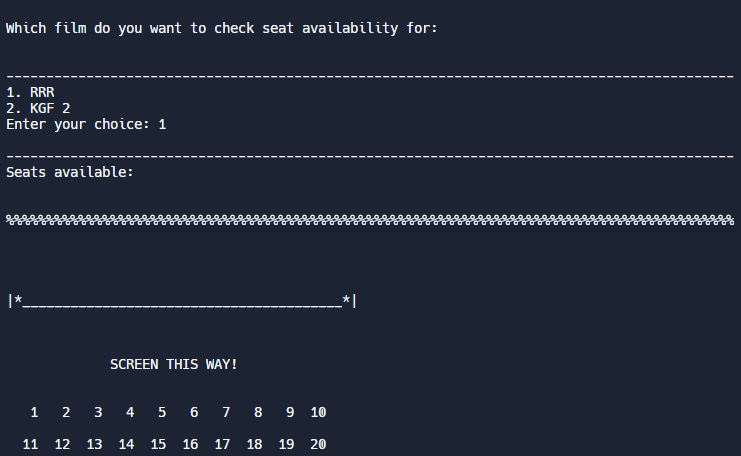 Which film do you want to check seat availability for:
-------------------------------------------------------------------------------------------
1. RRR
2. KGF 2
Enter your choice: 1
-------------------------------------------------------------------------------------------
Seats available:
%%%%%%%%%%%%%%%%%%%%%%%%%%%%%%%%%%%%%%%%%%%%%%%%%%%%%%%%%%%%%%%%%%%%%%%%%%%%%%%%%%%%%%%%%%%%%
|*________________________________________*|
SCREEN THIS WAY!
1 2 3 4 5 6 7 8 9 10
11 12 13 14 15 16 17 18 19 20